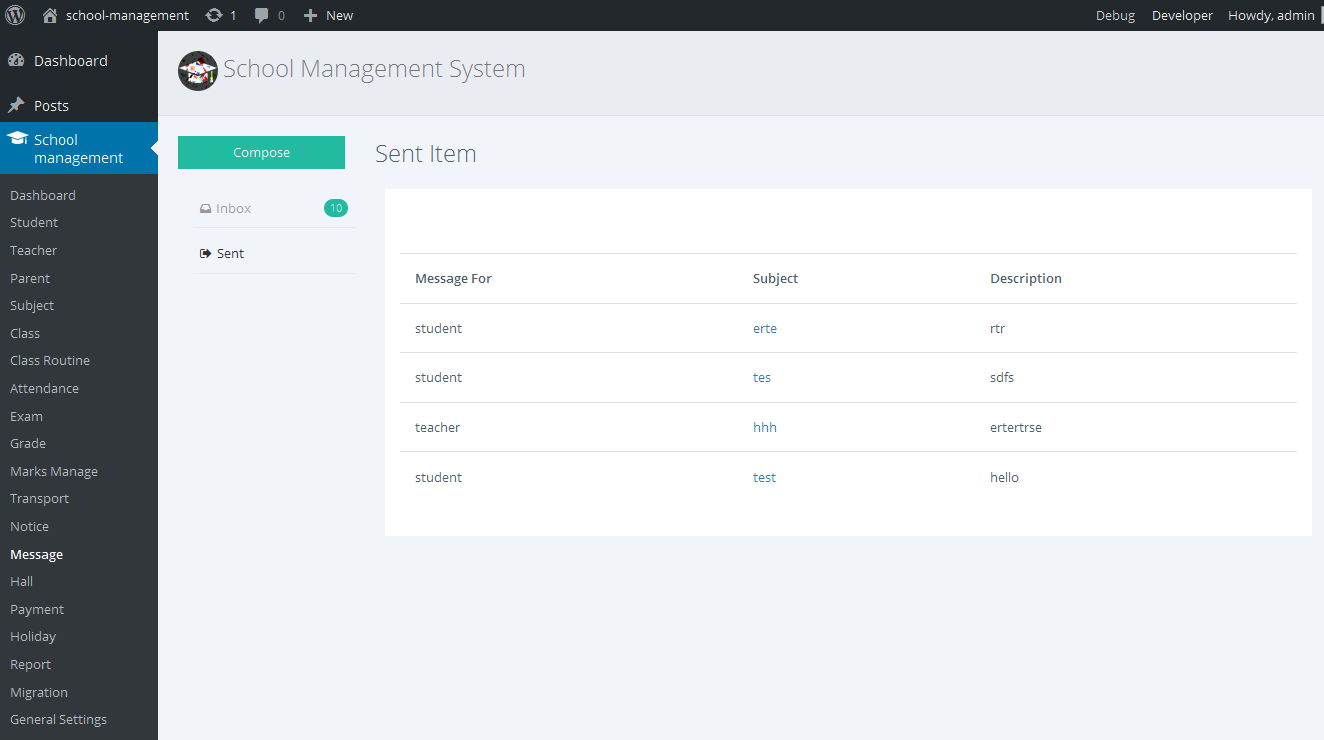 school-management 1 0 New Debug Developer Howdy, admin
Dashboard
Posts
School
management
Dashboard
Student
Teacher
Parent
Subject
Class
Class Routine
Attendance
Exam
Grade
Marks Manage
Transport
Notice
Message
Hall
Payment
Holiday
Report
Migration
General Settings
School Management System
Compose
Inbox 10
Sent
Sent Item
Message For Subject Description
student erte rtr
student tes sdfs
teacher hhh ertertrse
student test hello